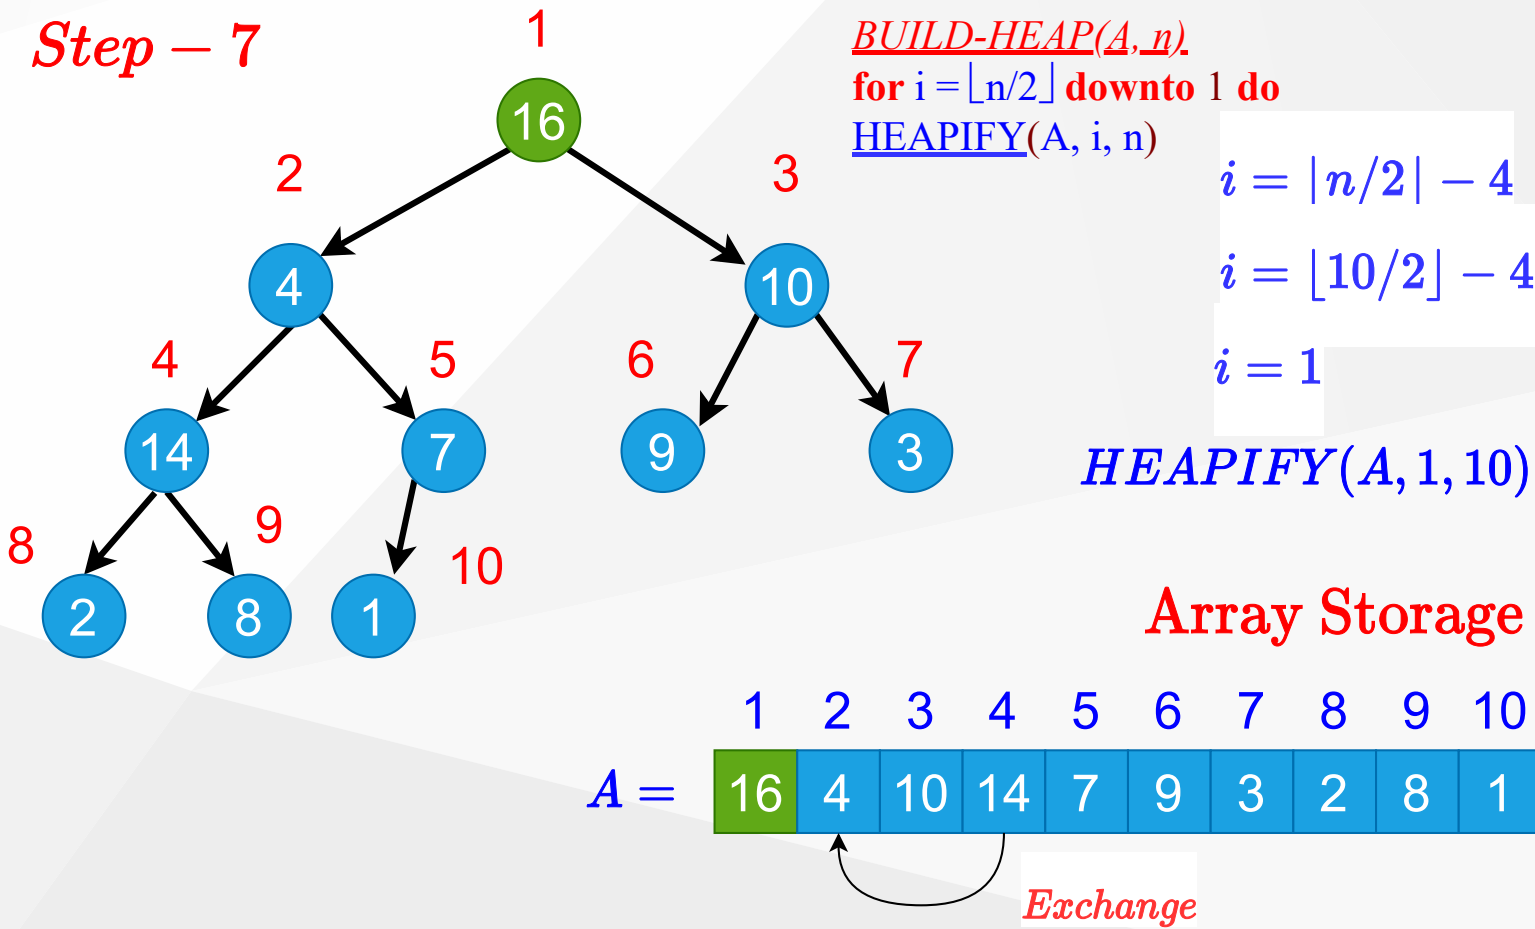 Step − 7
BUILD-HEAP(A, n)
for i = ⌊n/2⌋ downto 1 do
HEAPIFY(A, i, n)
i = |n/2| − 4
i = ⌊10/2⌋ − 4
i = 1
HEAPIFY(A, 1, 10)
1
16
2 3
4 10
4 5 6 7
14 7 9 3
8 9 10
2 8 1
Array Storage
1 2 3 4 5 6 7 8 9 10
A = 16 4 10 14 7 9 3 2 8 1
Exchange